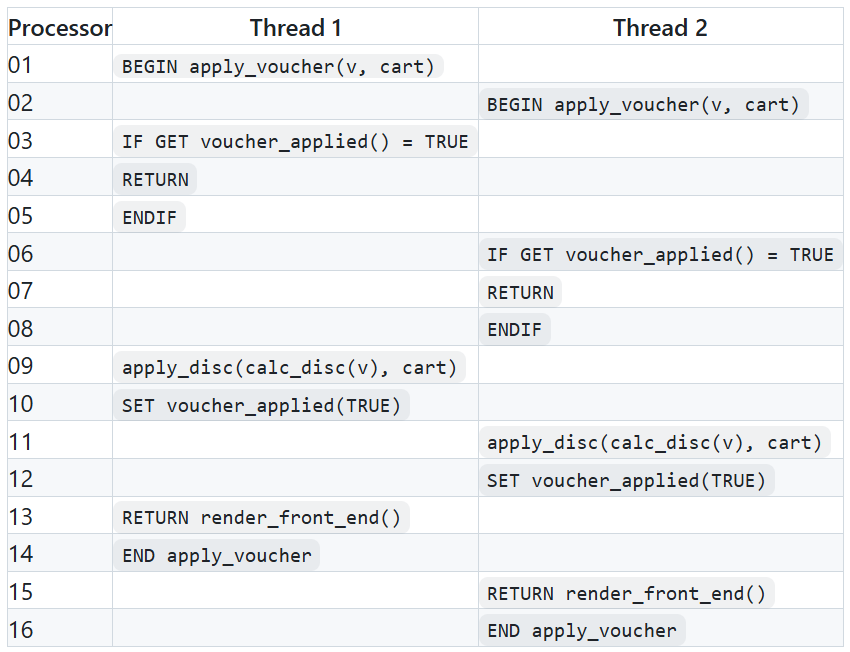 Processor Thread 1 Thread 2
01 BEGIN apply_voucher(v, cart)
02 BEGIN apply_voucher(v, cart)
03 IF GET voucher_applied() = TRUE
04 RETURN
05 ENDIF
06 IF GET voucher_applied() = TRUE
07 RETURN
08 ENDIF
09 apply_disc(calc_disc(v), cart)
10 SET voucher_applied(TRUE)
11 apply_disc(calc_disc(v), cart)
12 SET voucher_applied(TRUE)
13 RETURN render_front_end()
14 END apply_voucher
15 RETURN render_front_end()
16 END apply_voucher